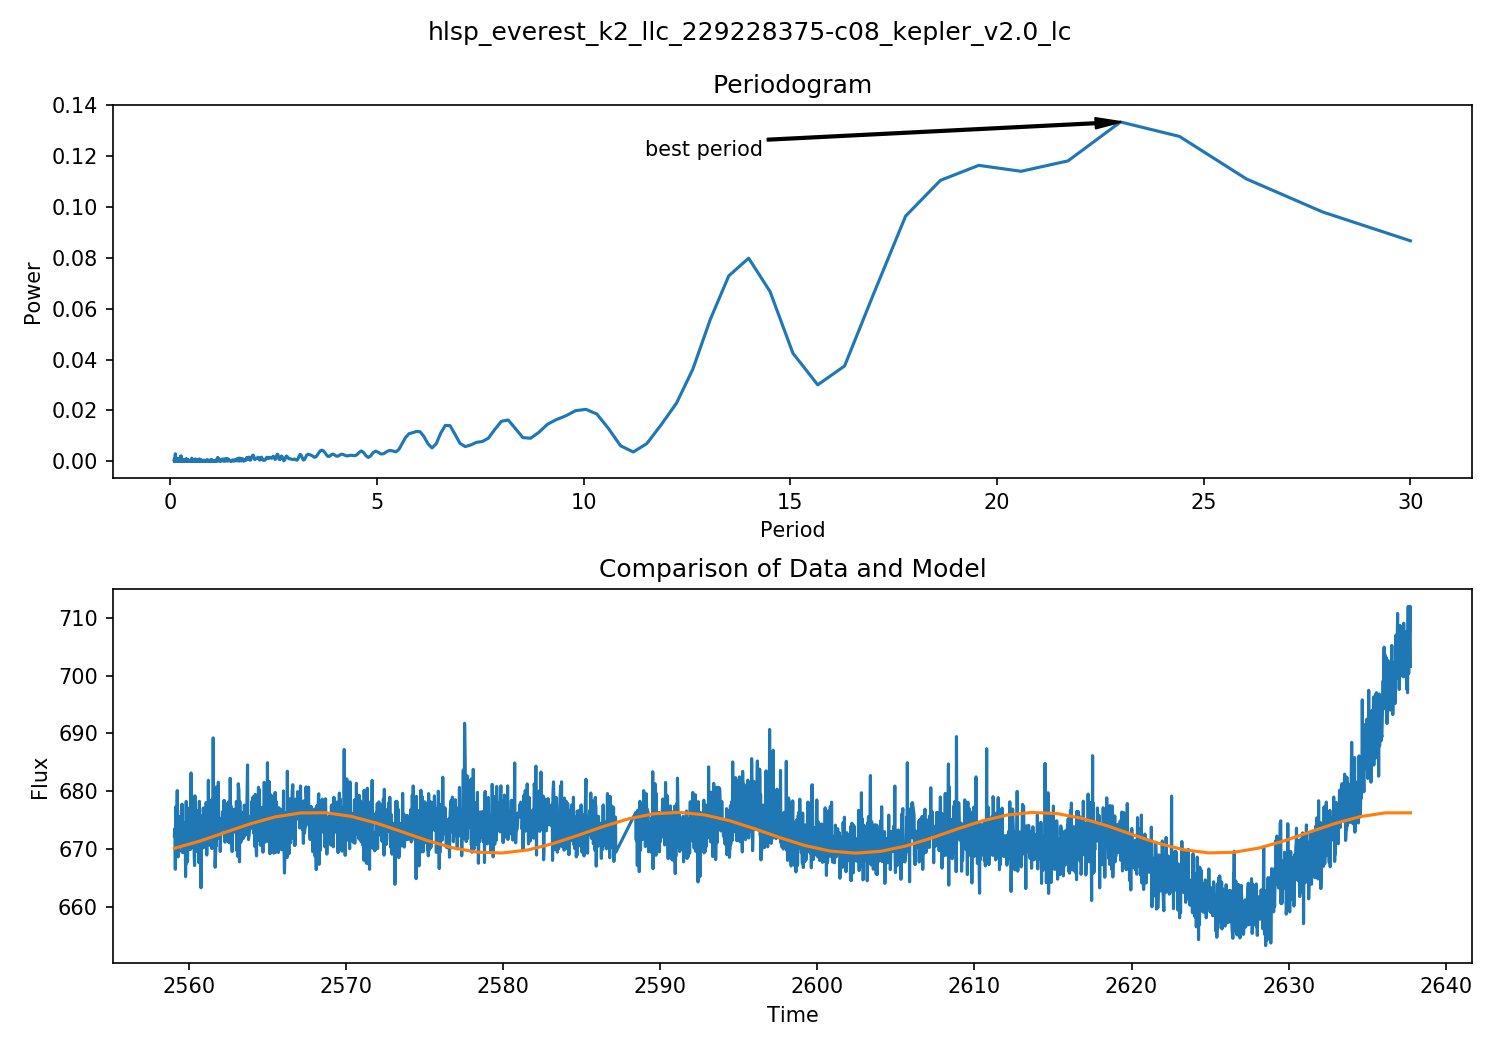 hlsp_everest_k2_llc_229228375-c08_kepler_v2.0_lc
Periodogram
0.14
0.12
0.10
0.08
0.06
0.04
0.02
0.00
Power
best period
0 5 10 15 20 25 30
Period
Comparison of Data and Model
710
700
690
680
670
660
Flux
2560 2570 2580 2590 2600 2610 2620 2630 2640
Time